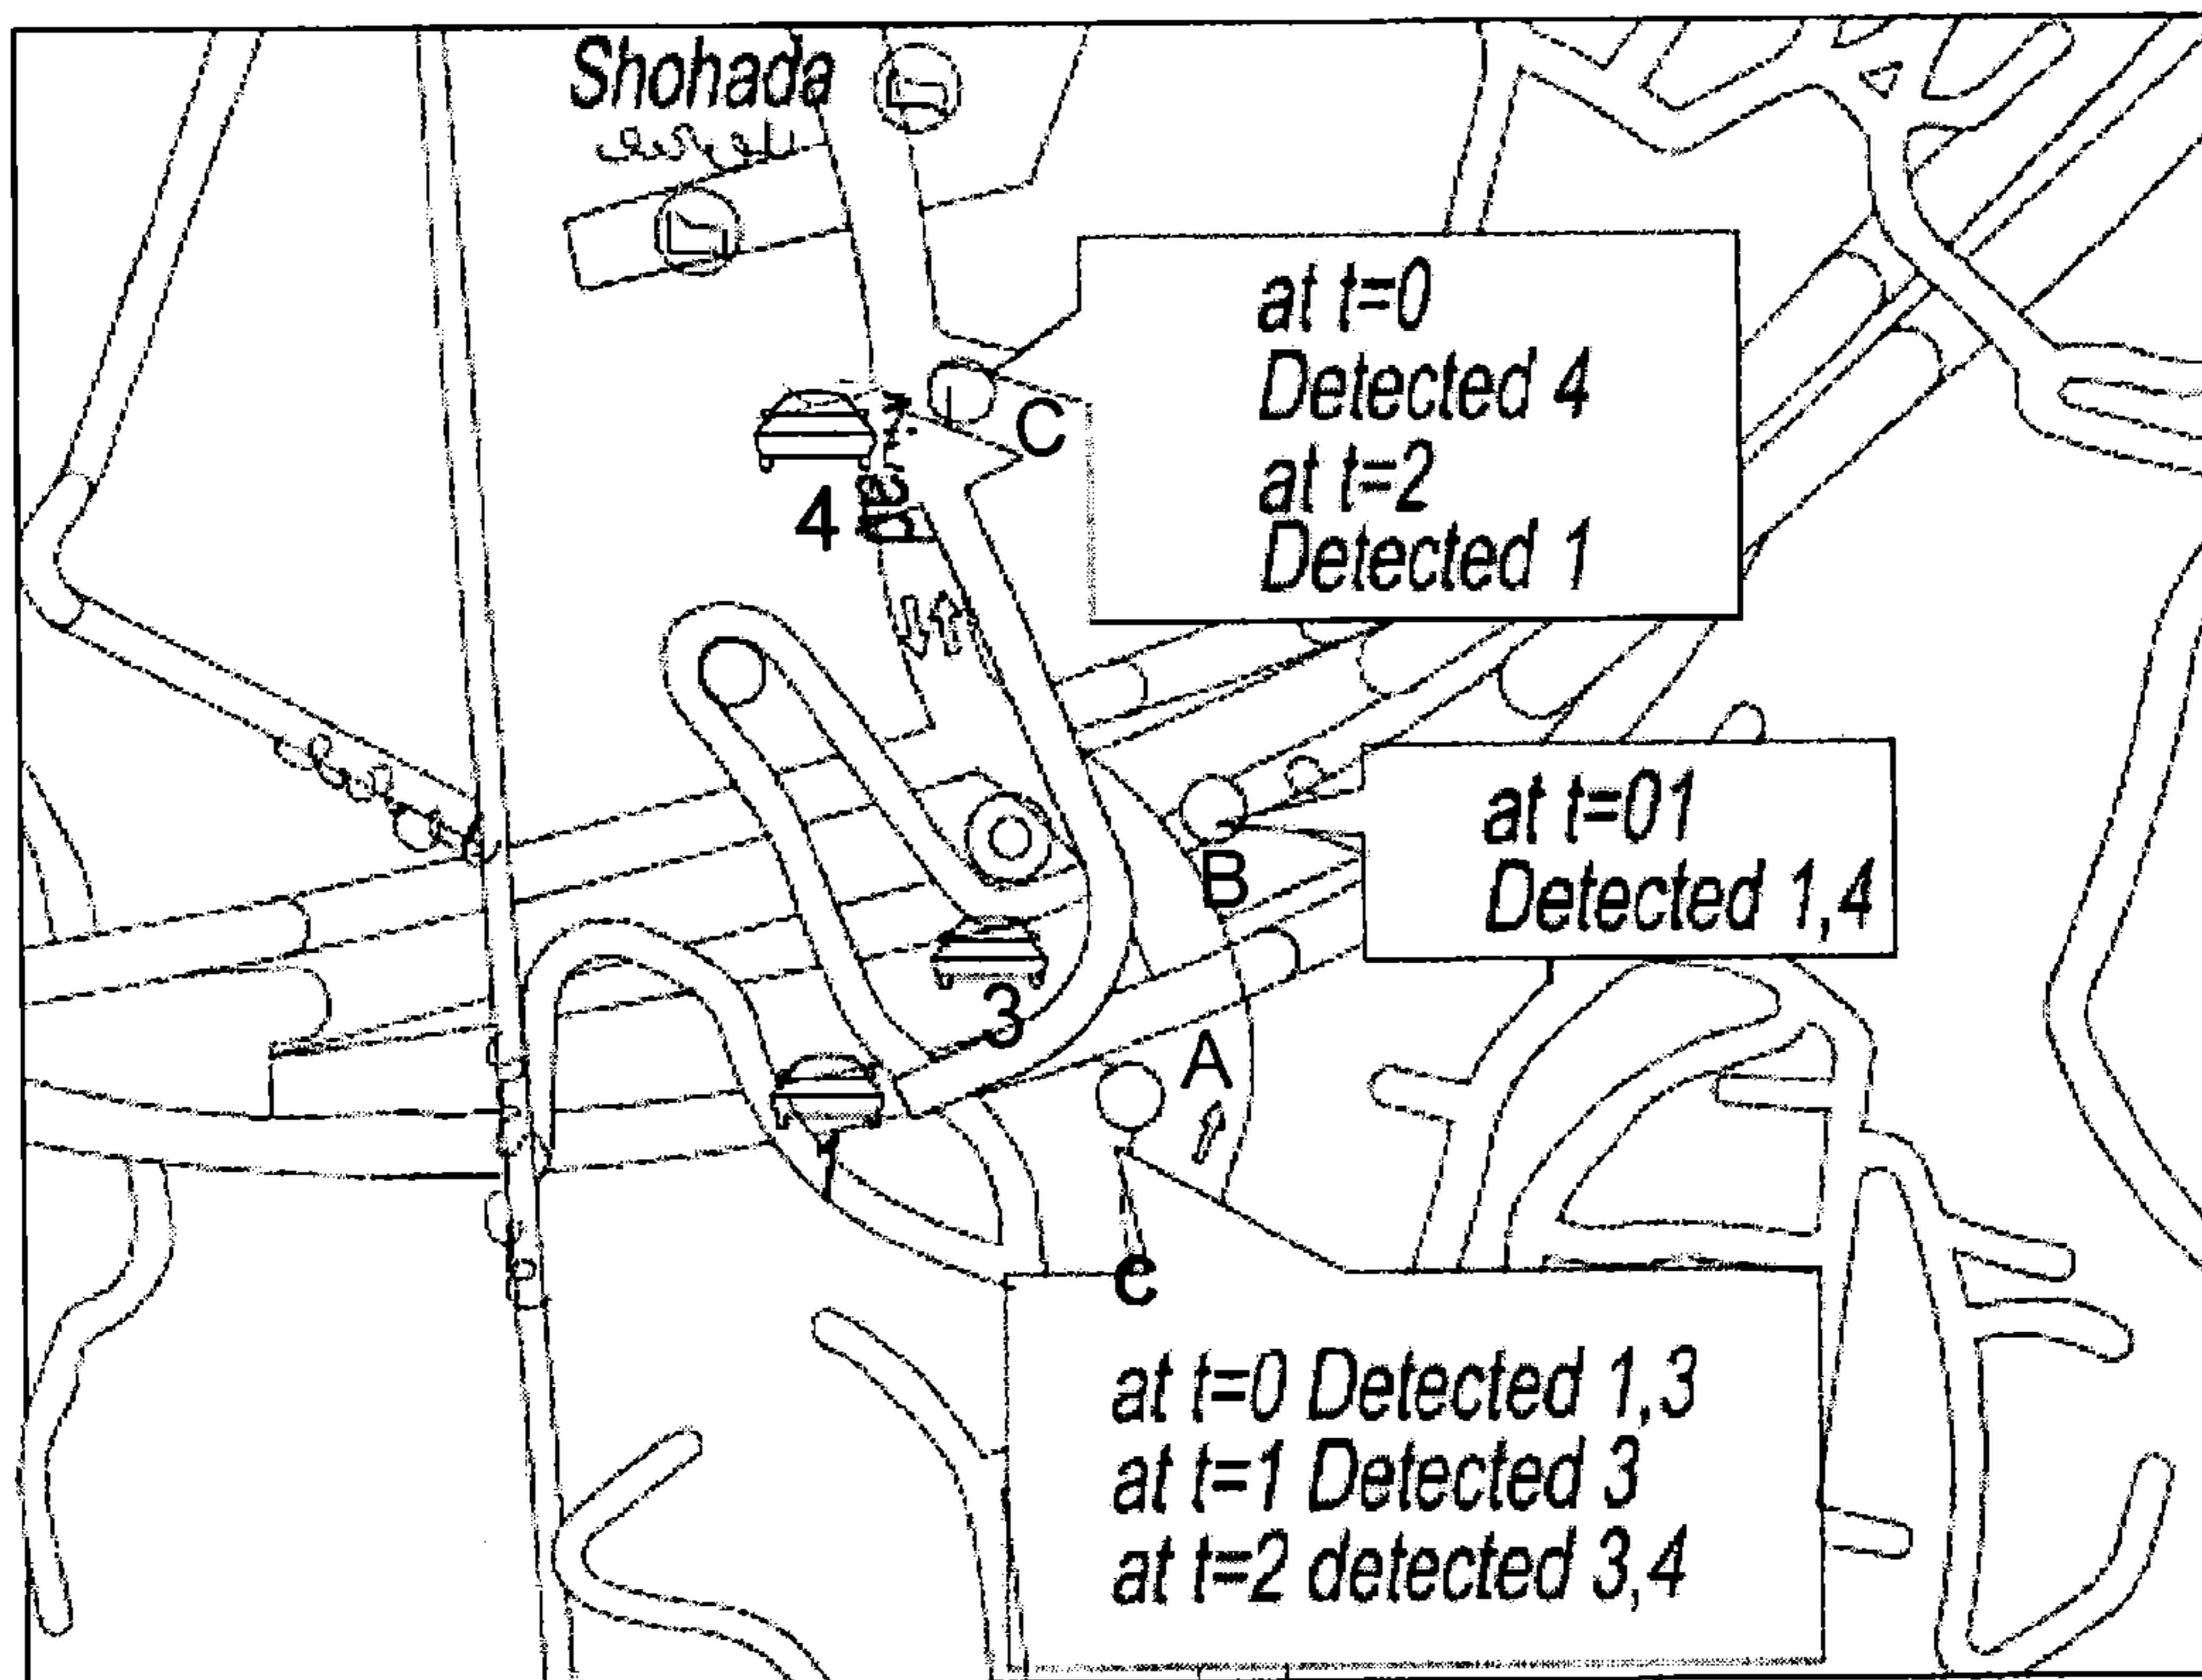 Shohada
at t=0
Detected 4
at t=2
Detected 1
C
4
at t=01
Detected 1,4
B
3
A
e
at t=0 Detected 1,3
at t=1 Detected 3
at t=2 detected 3,4